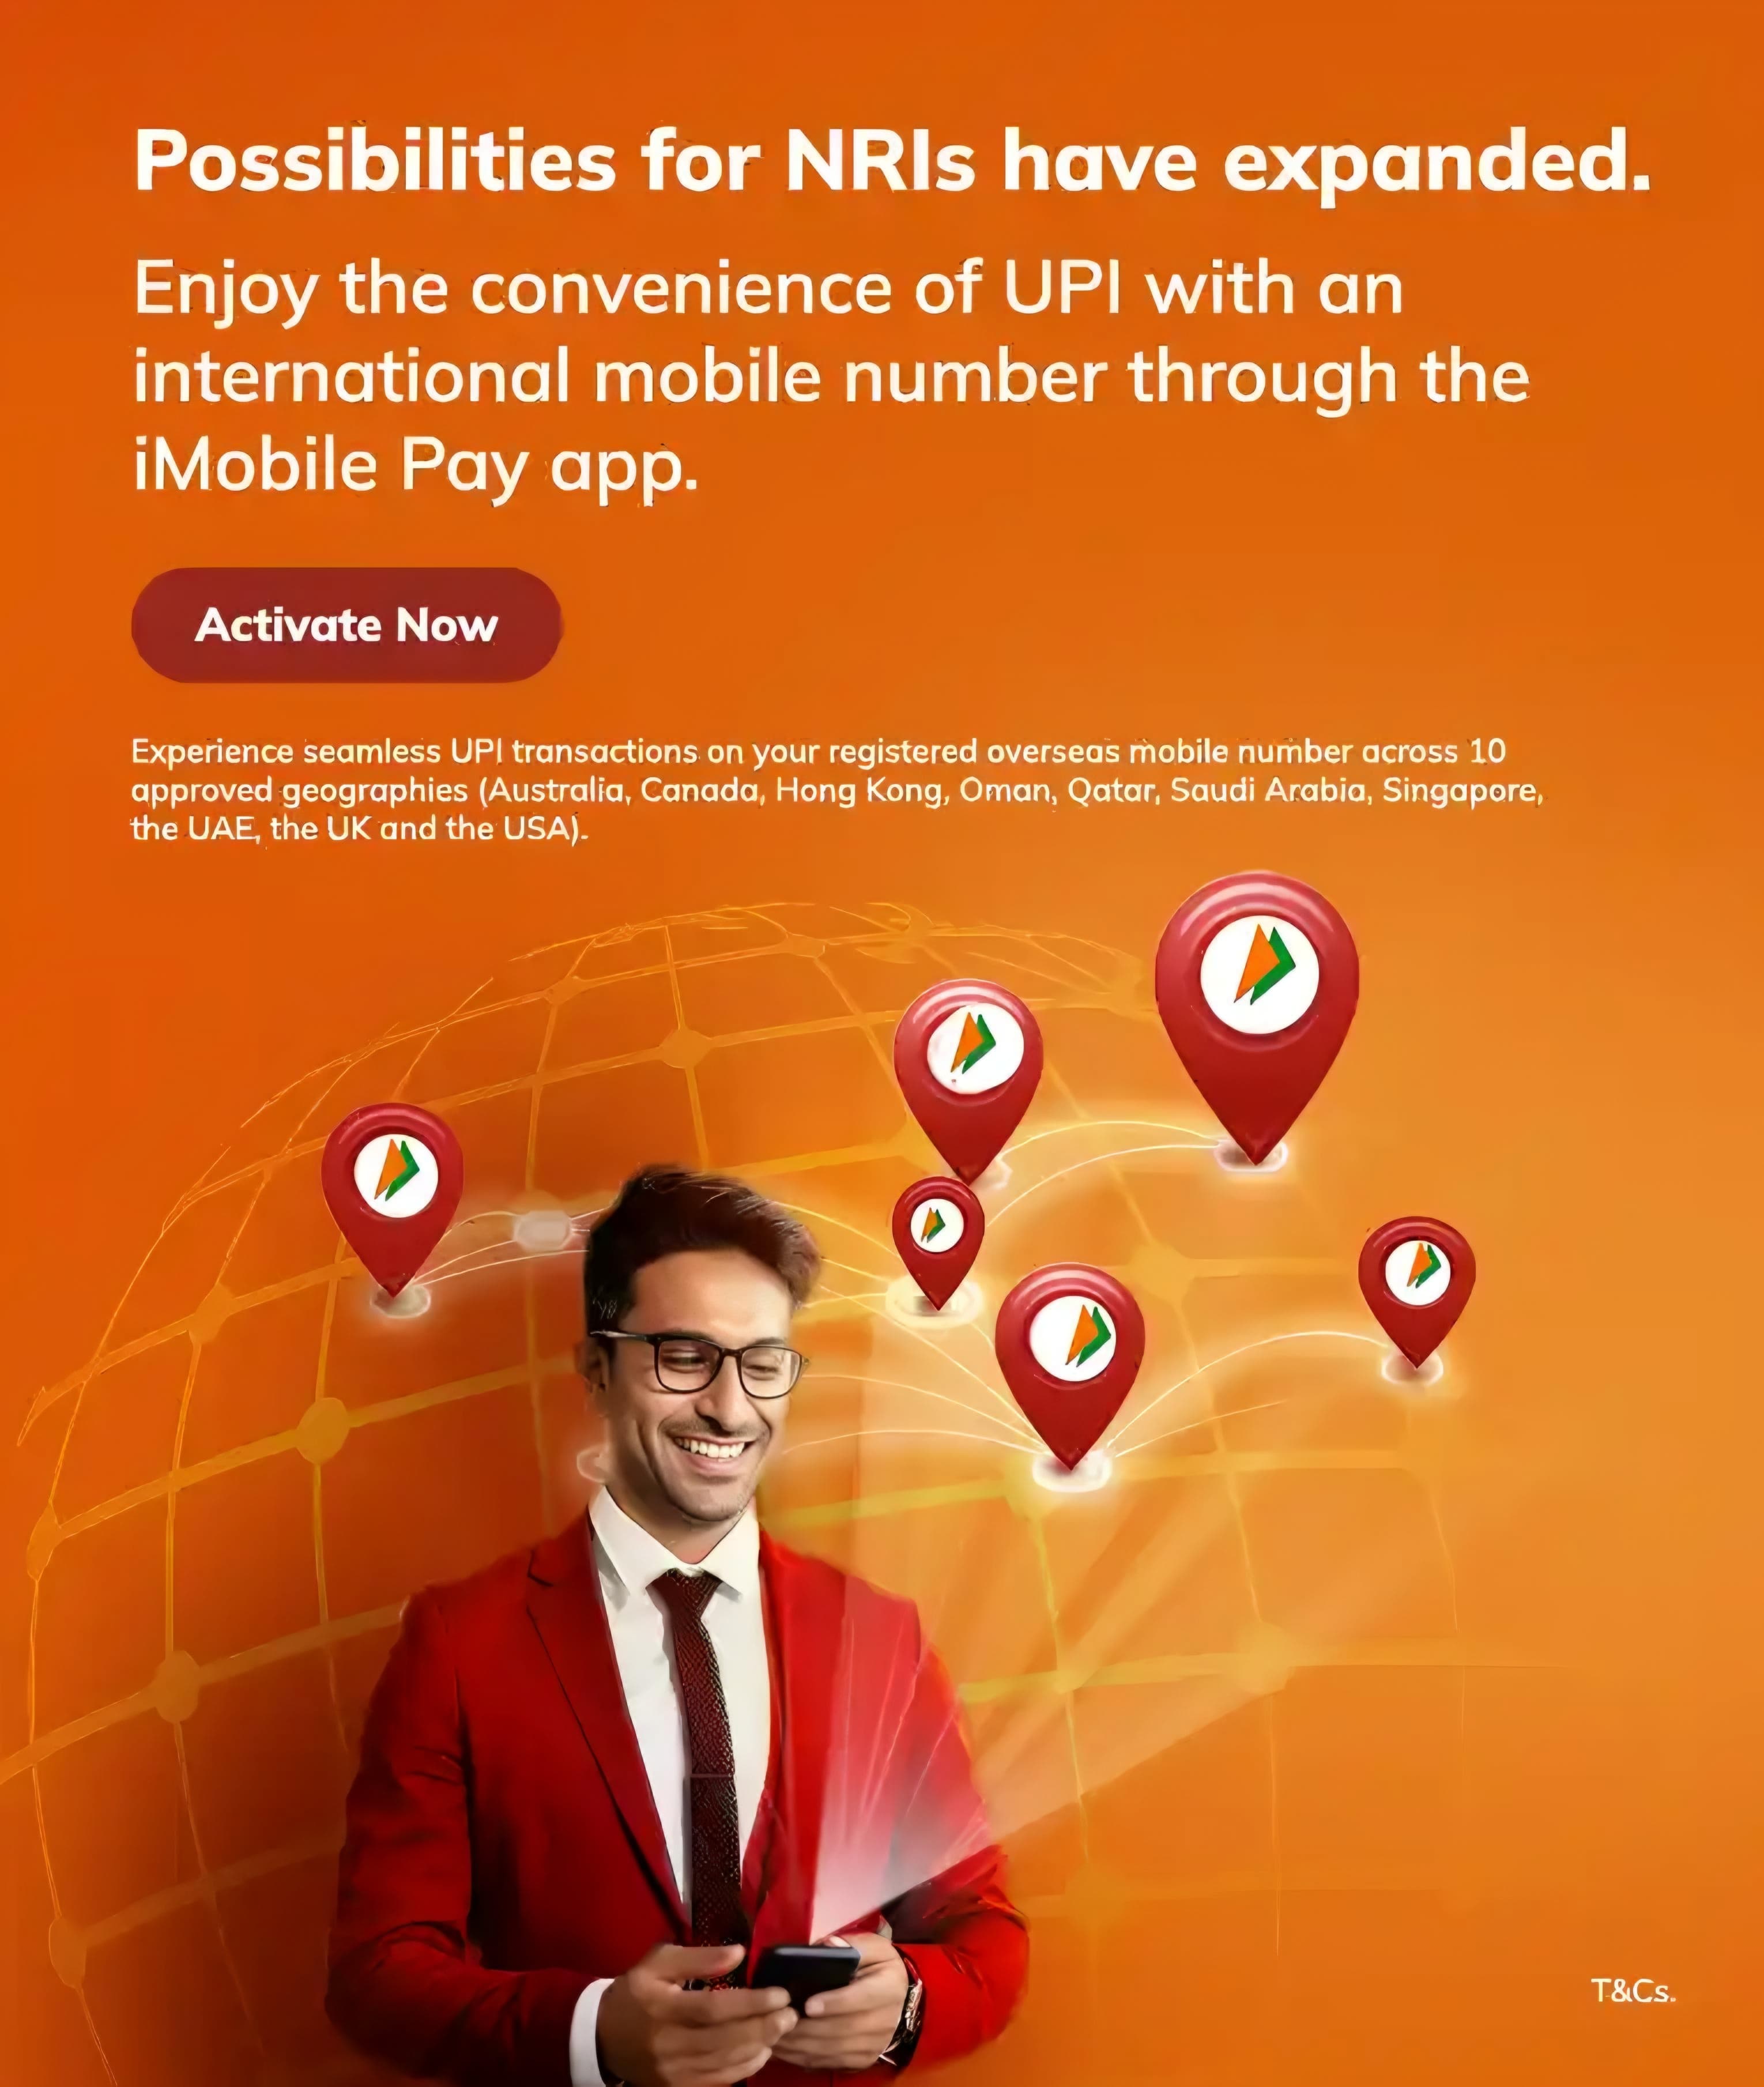 Possibilities for NRIs have expanded.
Enjoy the convenience of UPI with an
international mobile number through the
iMobile Pay app.
Activate Now
Experience seamless UPI transactions on your registered overseas mobile number across 10
approved geographies (Australia, Canada, Hong Kong, Oman, Qatar, Saudi Arabia, Singapore,
the UAE, the UK and the USA).
T&Cs.